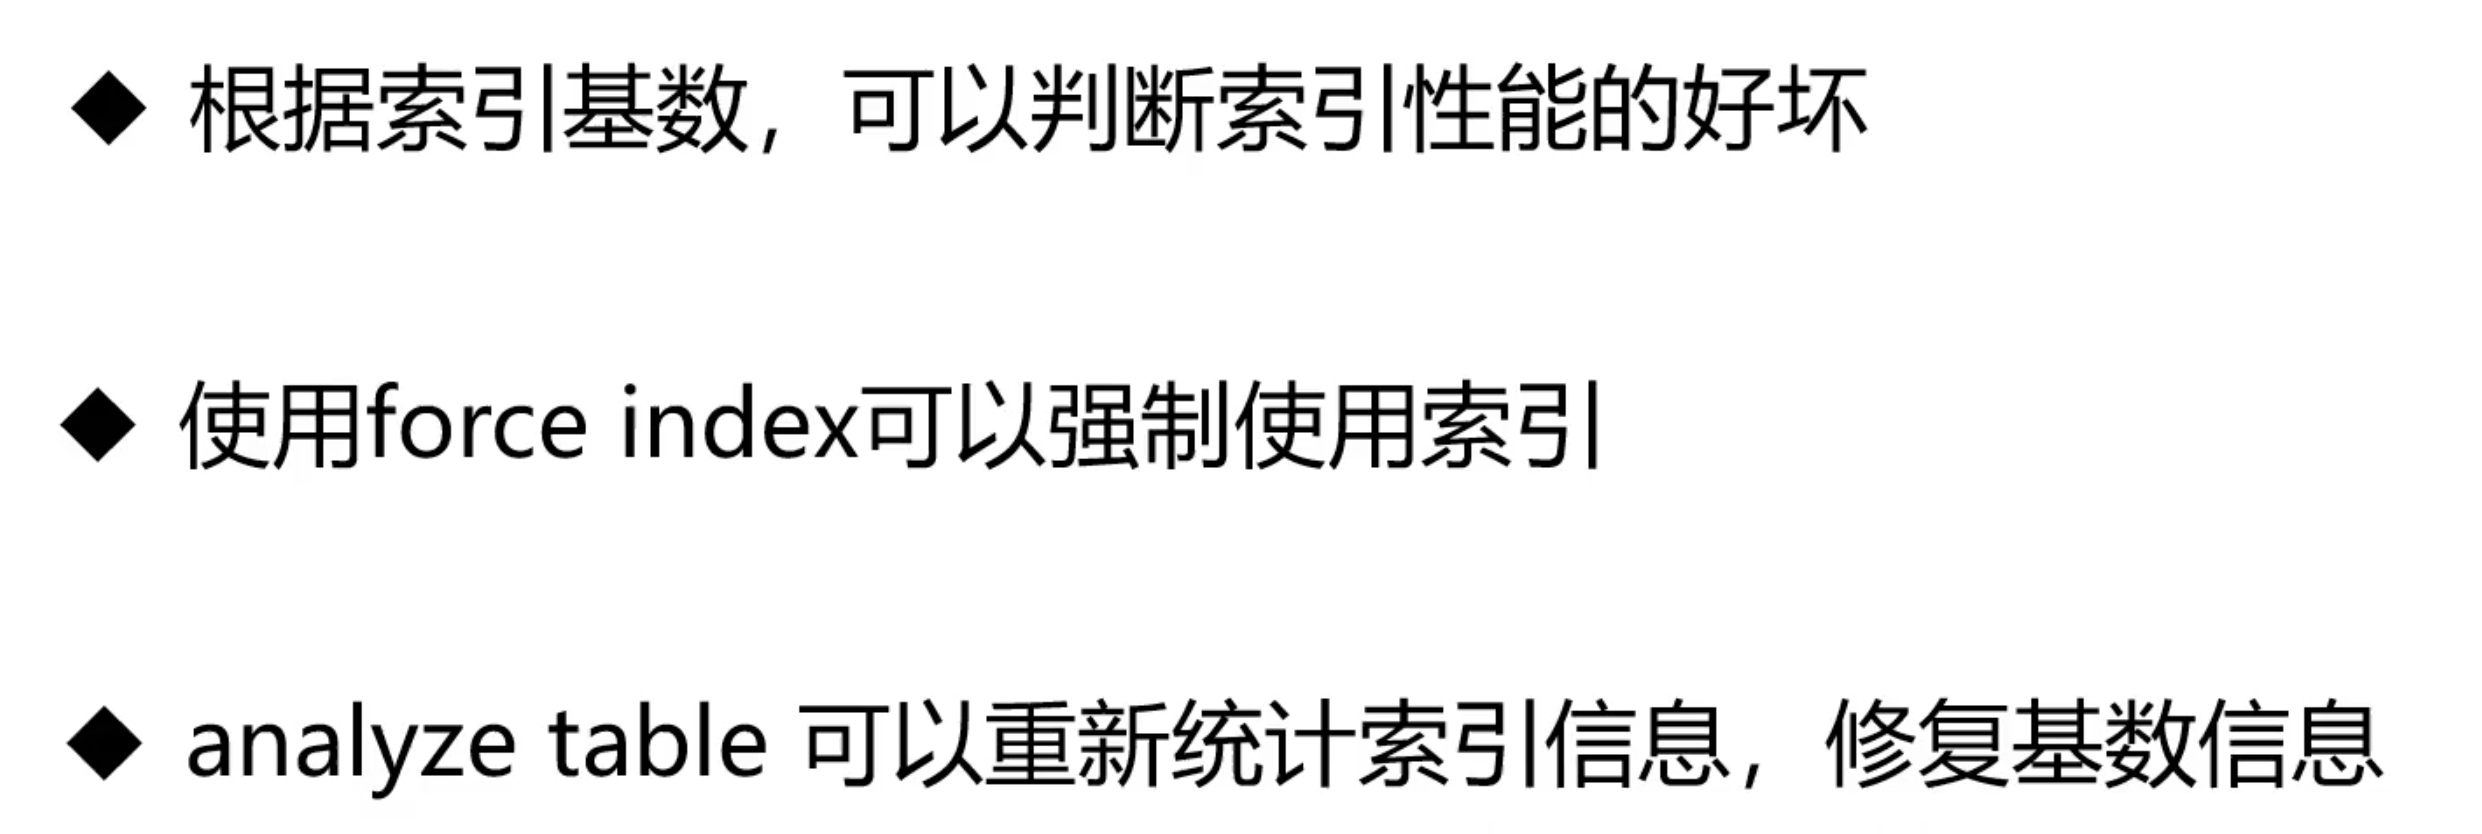 ◆ 根据索引基数，可以判断索引性能的好坏
◆ 使用force index可以强制使用索引
◆ analyze table 可以重新统计索引信息，修复基数信息